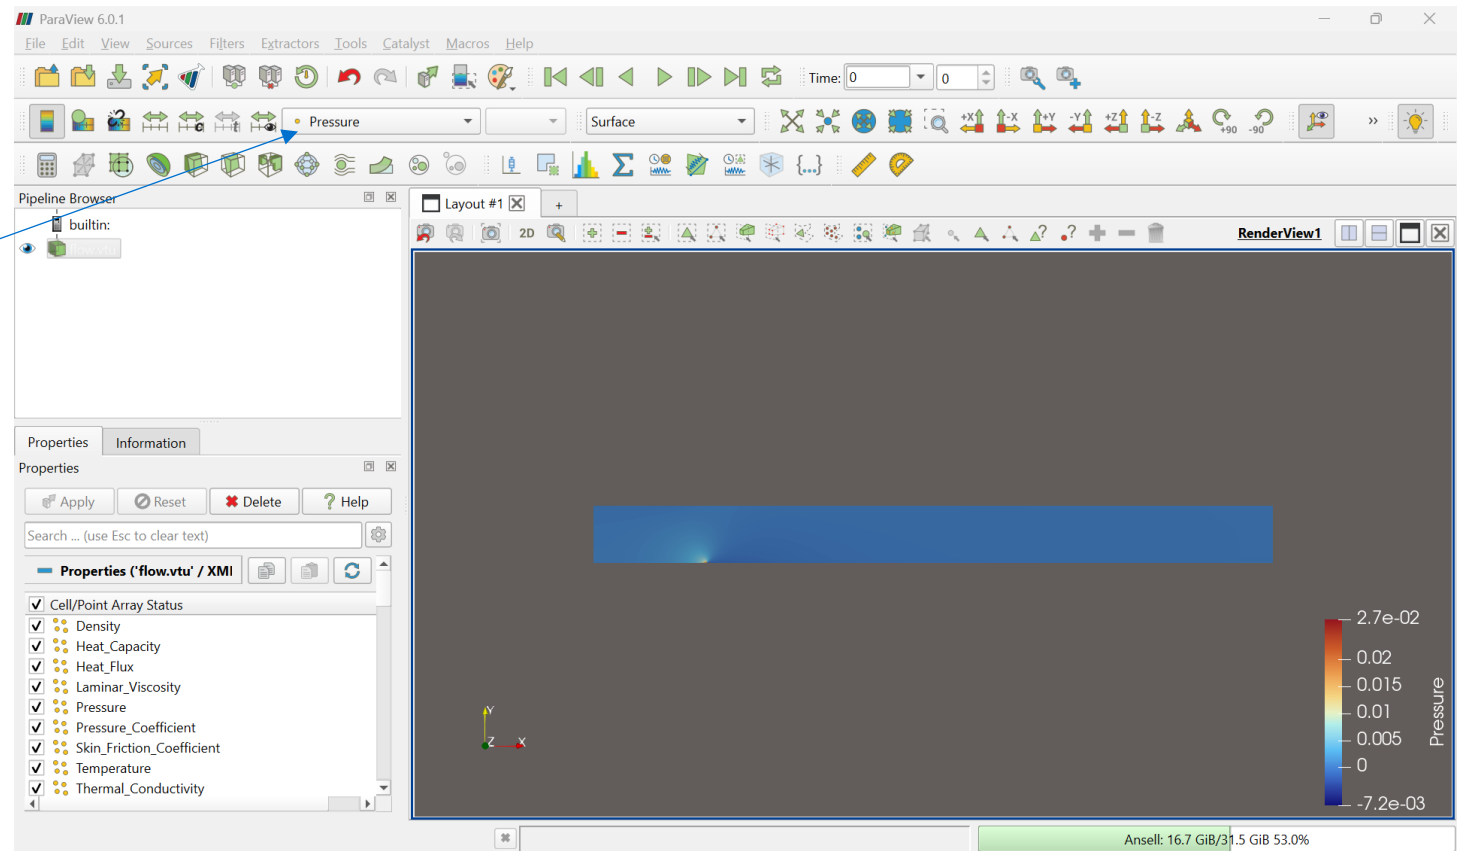 ParaView 6.0.1
File Edit View Sources Filters Extractors Tools Catalyst Macros Help
Time: 0 0
Pressure Surface +X -X +Y -Y +Z -Z +90 -90 »
{...}
Pipeline Browser
builtin:
Layout #1 +
2D RenderView1
Properties Information
Properties
Apply Reset Delete Help
Search ... (use Esc to clear text)
Properties ('flow.vtu' / XMI
Cell/Point Array Status
Density
Heat_Capacity
Heat_Flux
Laminar_Viscosity
Pressure
Pressure_Coefficient
Skin_Friction_Coefficient
Temperature
Thermal_Conductivity
Y
Z X
2.7e-02
0.02
0.015
0.01
0.005
0
-7.2e-03
Pressure
Ansell: 16.7 GiB/31.5 GiB 53.0%